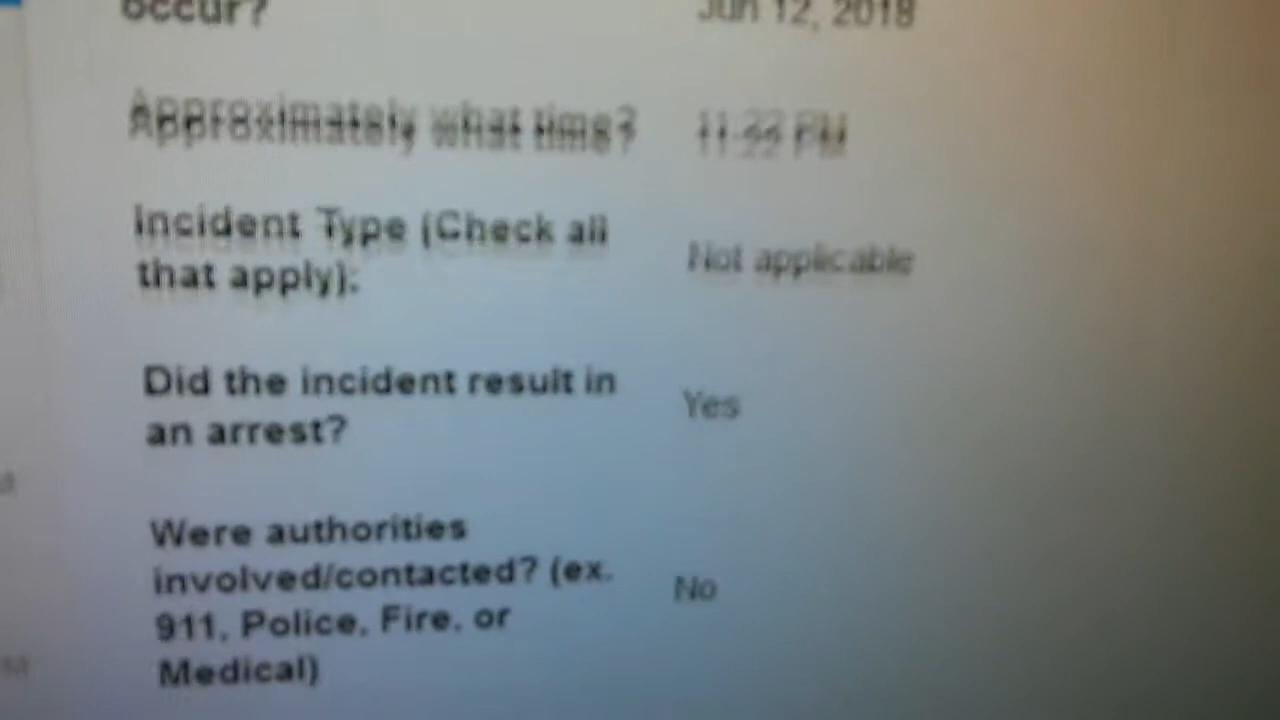 occur?
Jun 12, 2018
Approximately what time?
PM
Incident Type (Check all
that apply):
Not applicable
Did the incident result in
an arrest?
Yes
Were authorities
involved/contacted? (ex.
911, Police, Fire, or
Medical)
No